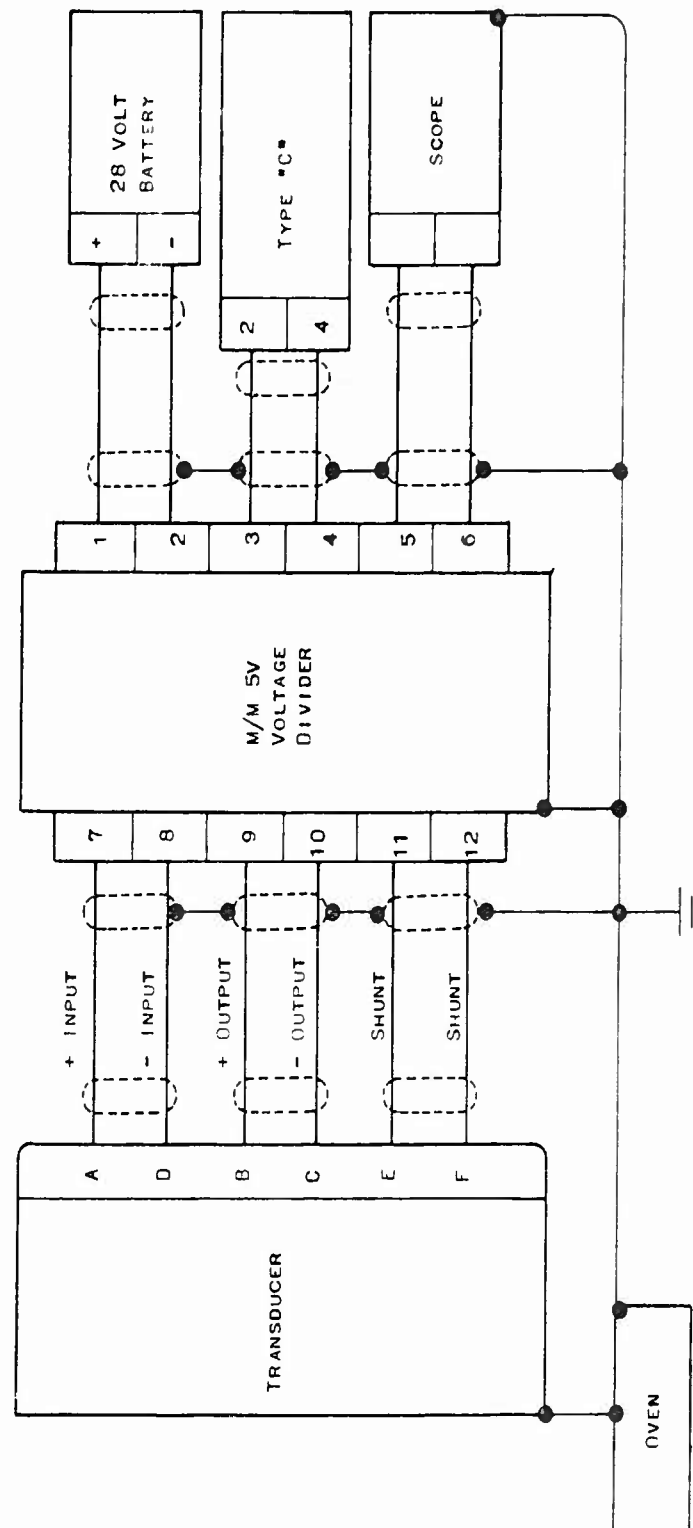 28 VOLT
BATTERY
+
-
TYPE "C"
2
4
SCOPE
1
2
3
4
5
6
M/M 5V
VOLTAGE
DIVIDER
7
8
9
10
11
12
+ INPUT
- INPUT
+ OUTPUT
- OUTPUT
SHUNT
SHUNT
A
D
B
C
E
F
TRANSDUCER
OVEN